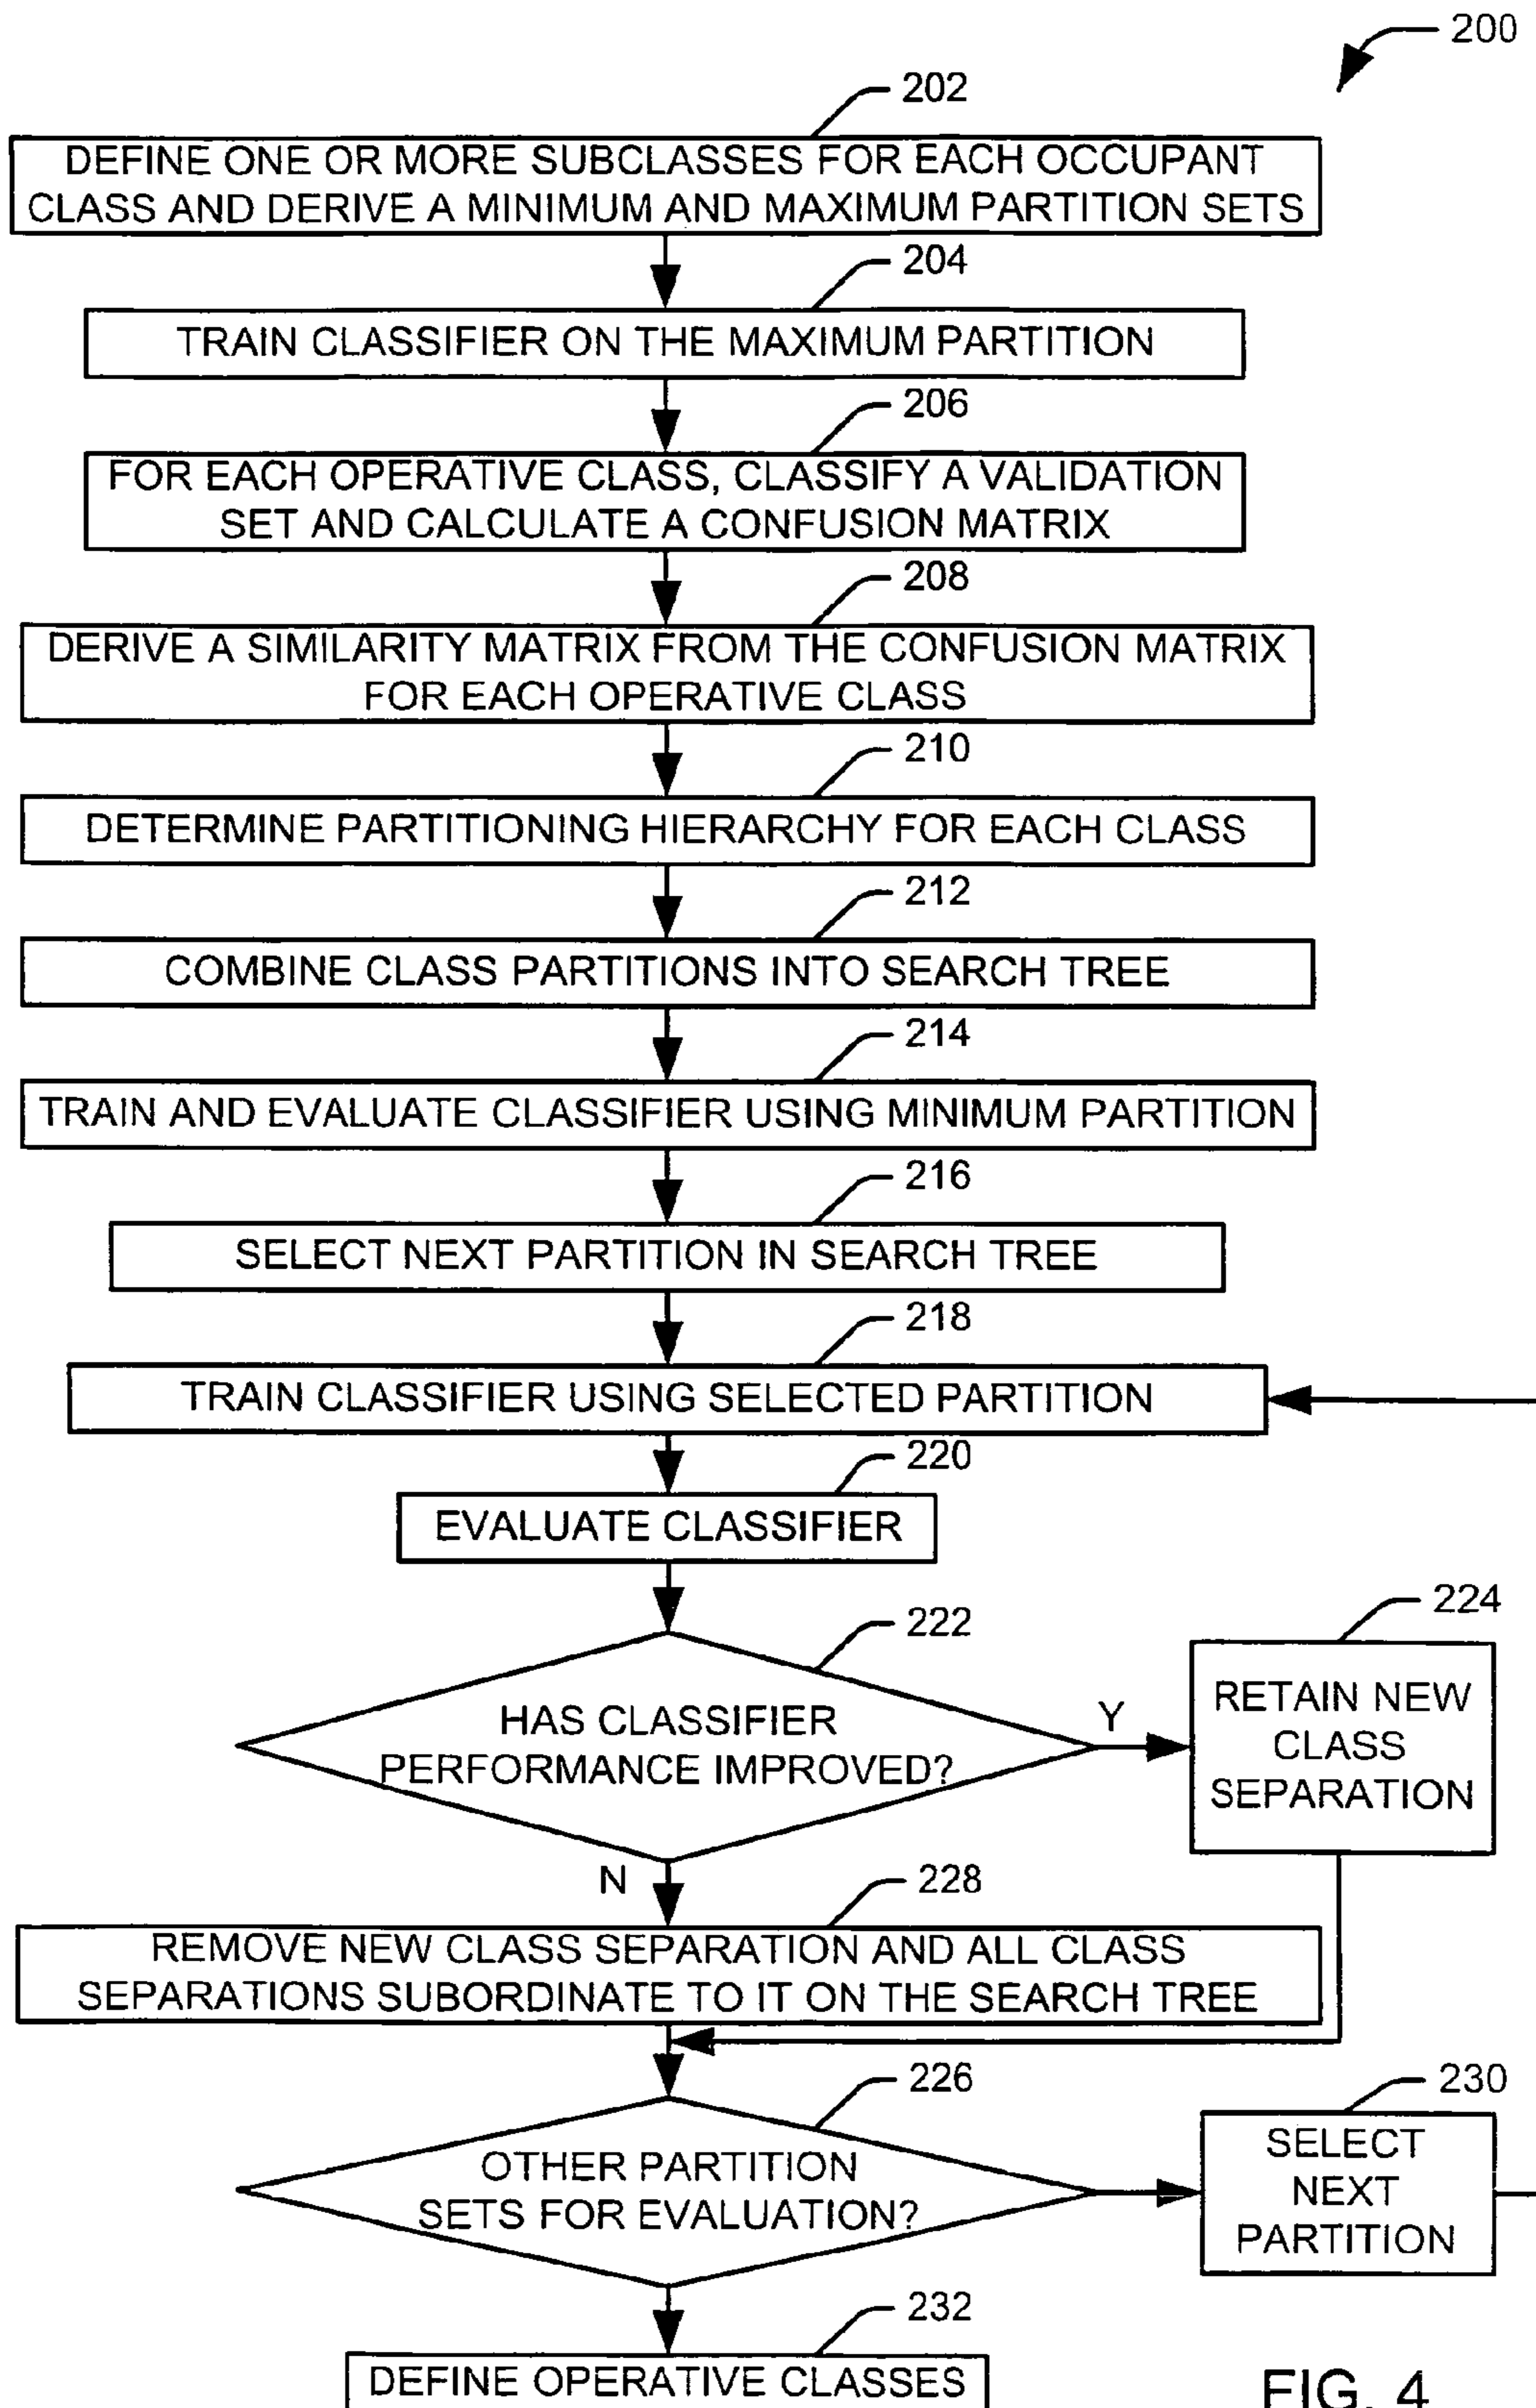 200
202
DEFINE ONE OR MORE SUBCLASSES FOR EACH OCCUPANT
CLASS AND DERIVE A MINIMUM AND MAXIMUM PARTITION SETS
204
TRAIN CLASSIFIER ON THE MAXIMUM PARTITION
206
FOR EACH OPERATIVE CLASS, CLASSIFY A VALIDATION
SET AND CALCULATE A CONFUSION MATRIX
208
DERIVE A SIMILARITY MATRIX FROM THE CONFUSION MATRIX
FOR EACH OPERATIVE CLASS
210
DETERMINE PARTITIONING HIERARCHY FOR EACH CLASS
212
COMBINE CLASS PARTITIONS INTO SEARCH TREE
214
TRAIN AND EVALUATE CLASSIFIER USING MINIMUM PARTITION
216
SELECT NEXT PARTITION IN SEARCH TREE
218
TRAIN CLASSIFIER USING SELECTED PARTITION
220
EVALUATE CLASSIFIER
222
HAS CLASSIFIER
PERFORMANCE IMPROVED?
Y
224
RETAIN NEW
CLASS
SEPARATION
N
228
REMOVE NEW CLASS SEPARATION AND ALL CLASS
SEPARATIONS SUBORDINATE TO IT ON THE SEARCH TREE
226
OTHER PARTITION
SETS FOR EVALUATION?
230
SELECT
NEXT
PARTITION
232
DEFINE OPERATIVE CLASSES
FIG. 4